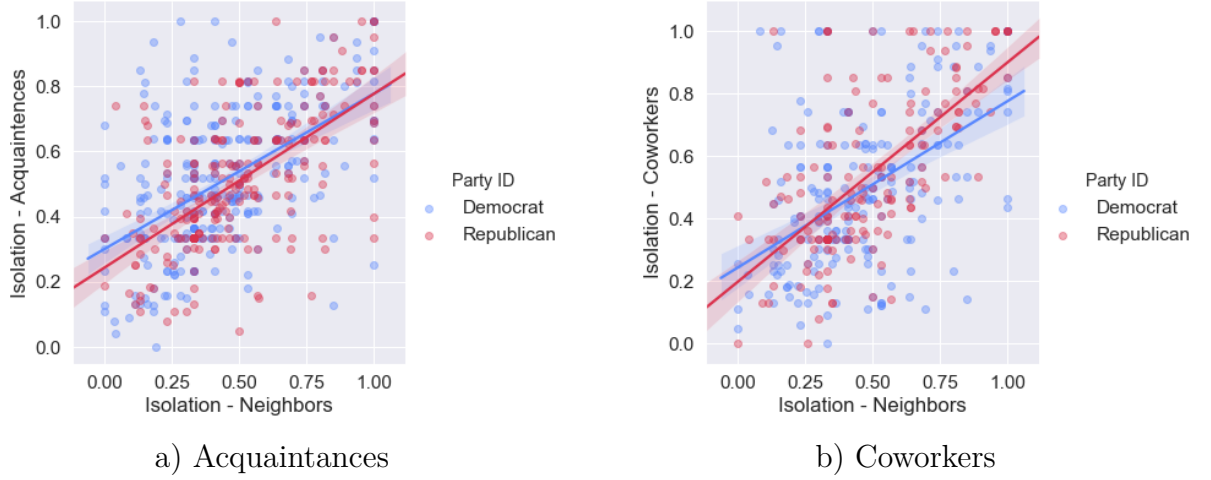 1.0
0.8
0.6
0.4
0.2
0.0
Isolation - Acquaintences
0.00 0.25 0.50 0.75 1.00
Isolation - Neighbors
Party ID
Democrat
Republican
a) Acquaintances
1.0
0.8
0.6
0.4
0.2
0.0
Isolation - Coworkers
0.00 0.25 0.50 0.75 1.00
Isolation - Neighbors
Party ID
Democrat
Republican
b) Coworkers